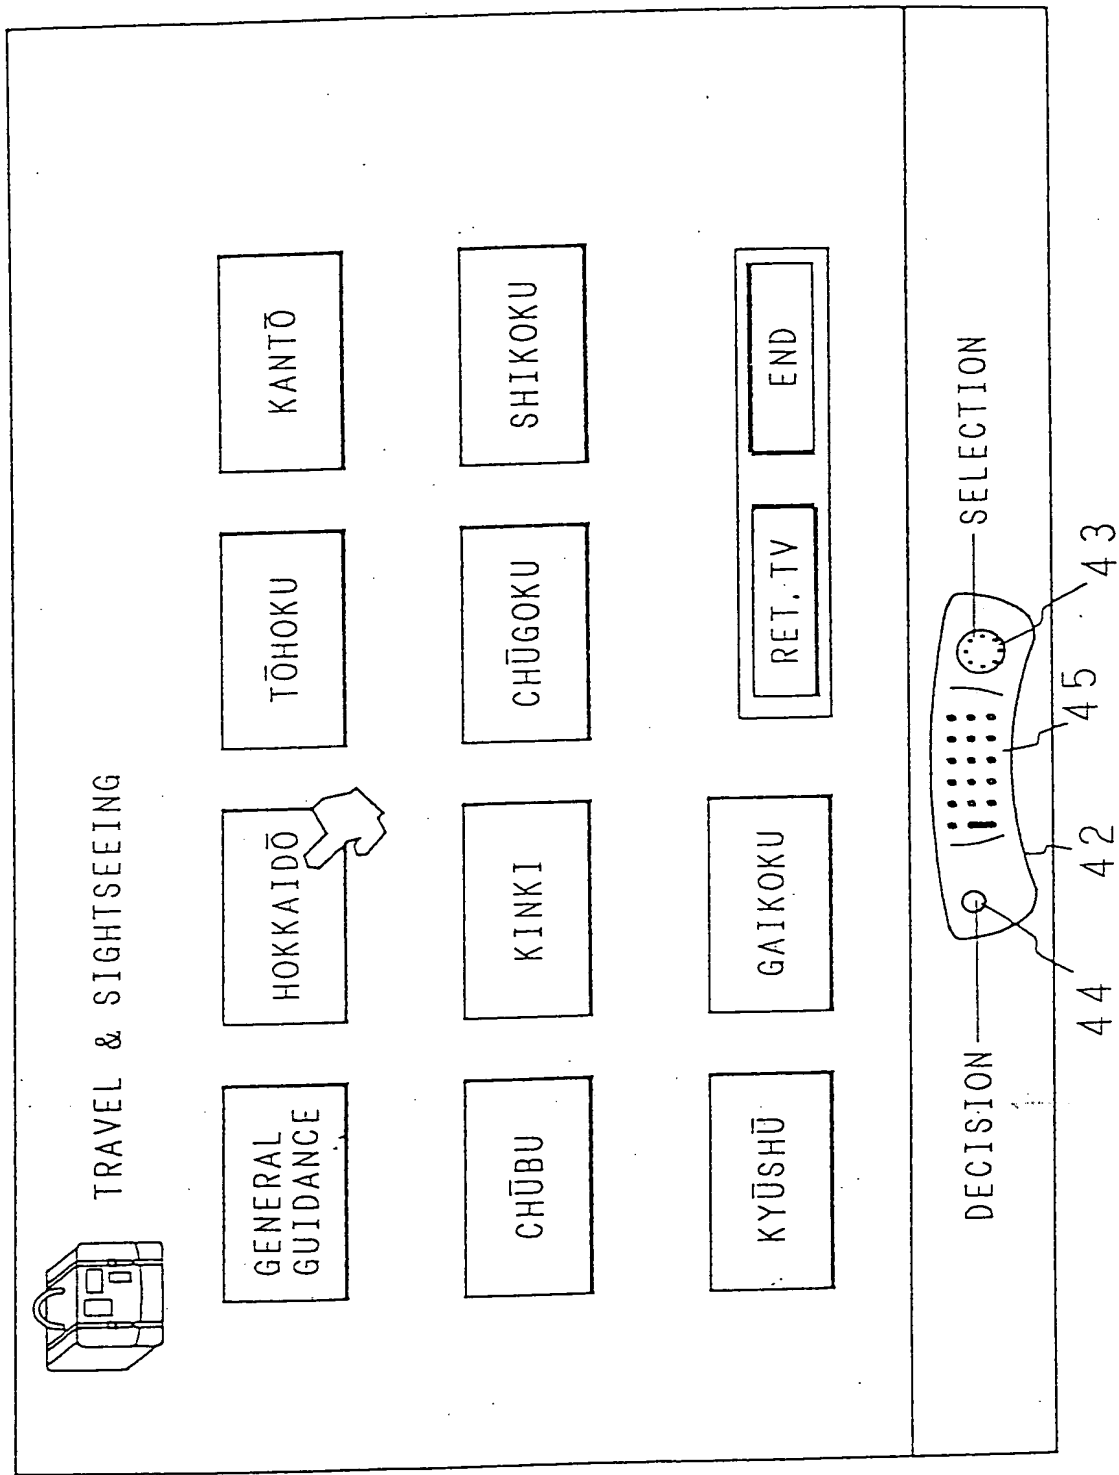 TRAVEL & SIGHTSEEING
GENERAL
GUIDANCE
HOKKAIDŌ
TŌHOKU
KANTŌ
CHŪBU
KINKI
CHŪGOKU
SHIKOKU
KYŪSHŪ
GAIKOKU
RET. TV
END
DECISION
SELECTION
44
42
45
43